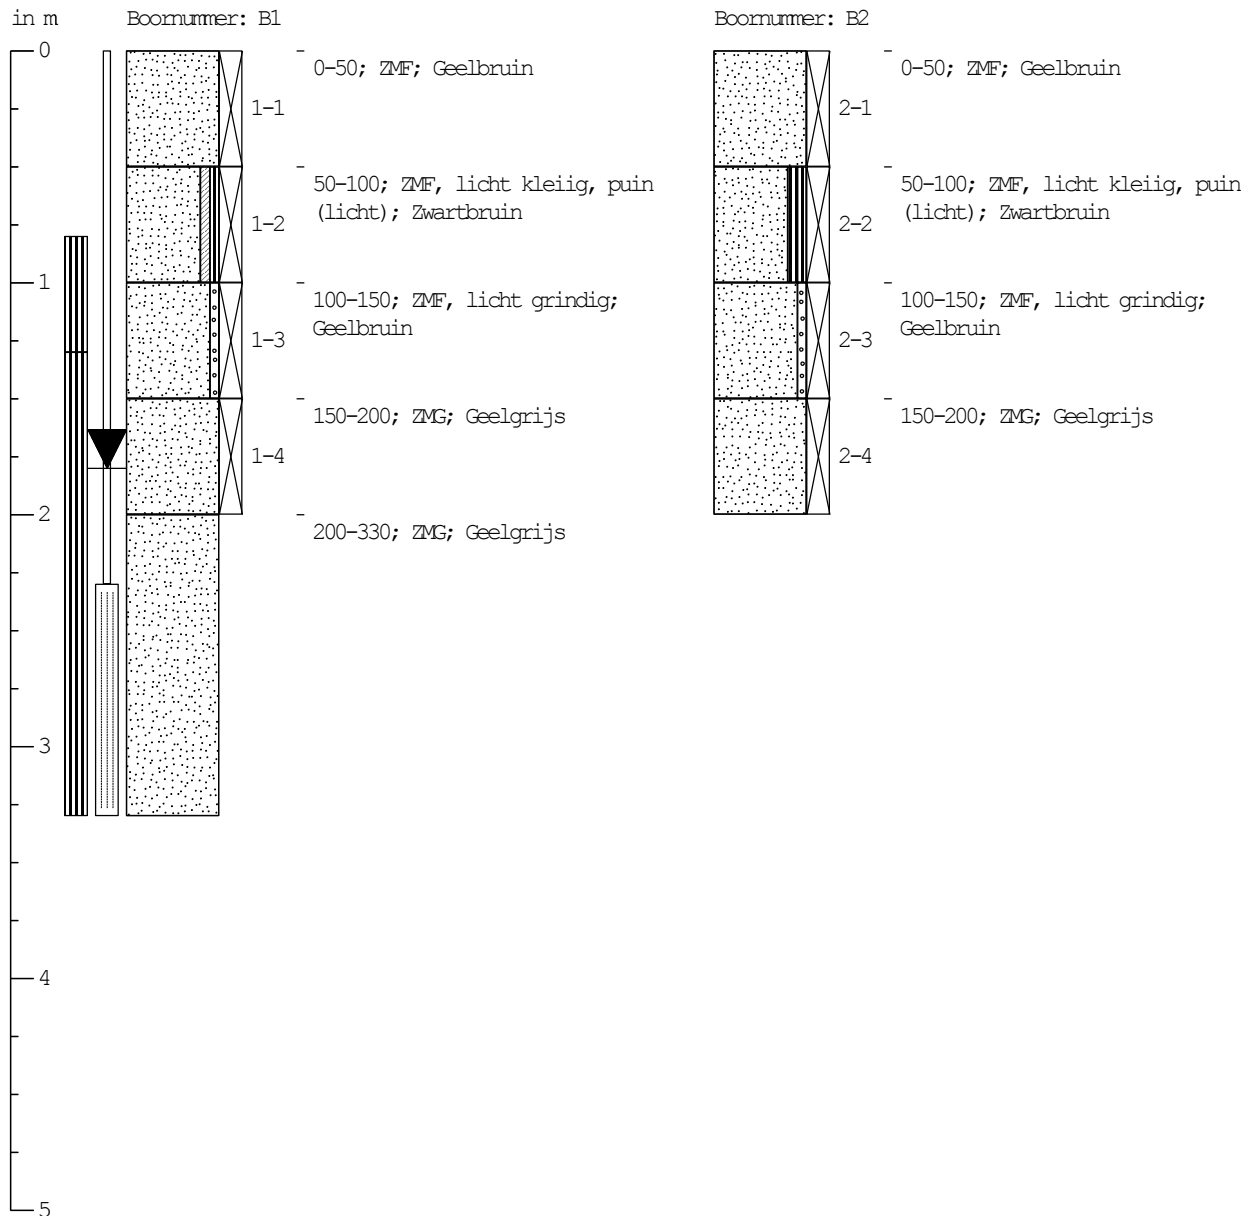 in m
0
1
2
3
4
5
Boornummer: B1
1-1
1-2
1-3
1-4
0-50; ZMF; Geelbruin
50-100; ZMF, licht kleiig, puin
(licht); Zwartbruin
100-150; ZMF, licht grindig;
Geelbruin
150-200; ZMG; Geelgrijs
200-330; ZMG; Geelgrijs
Boornummer: B2
2-1
2-2
2-3
2-4
0-50; ZMF; Geelbruin
50-100; ZMF, licht kleiig, puin
(licht); Zwartbruin
100-150; ZMF, licht grindig;
Geelbruin
150-200; ZMG; Geelgrijs